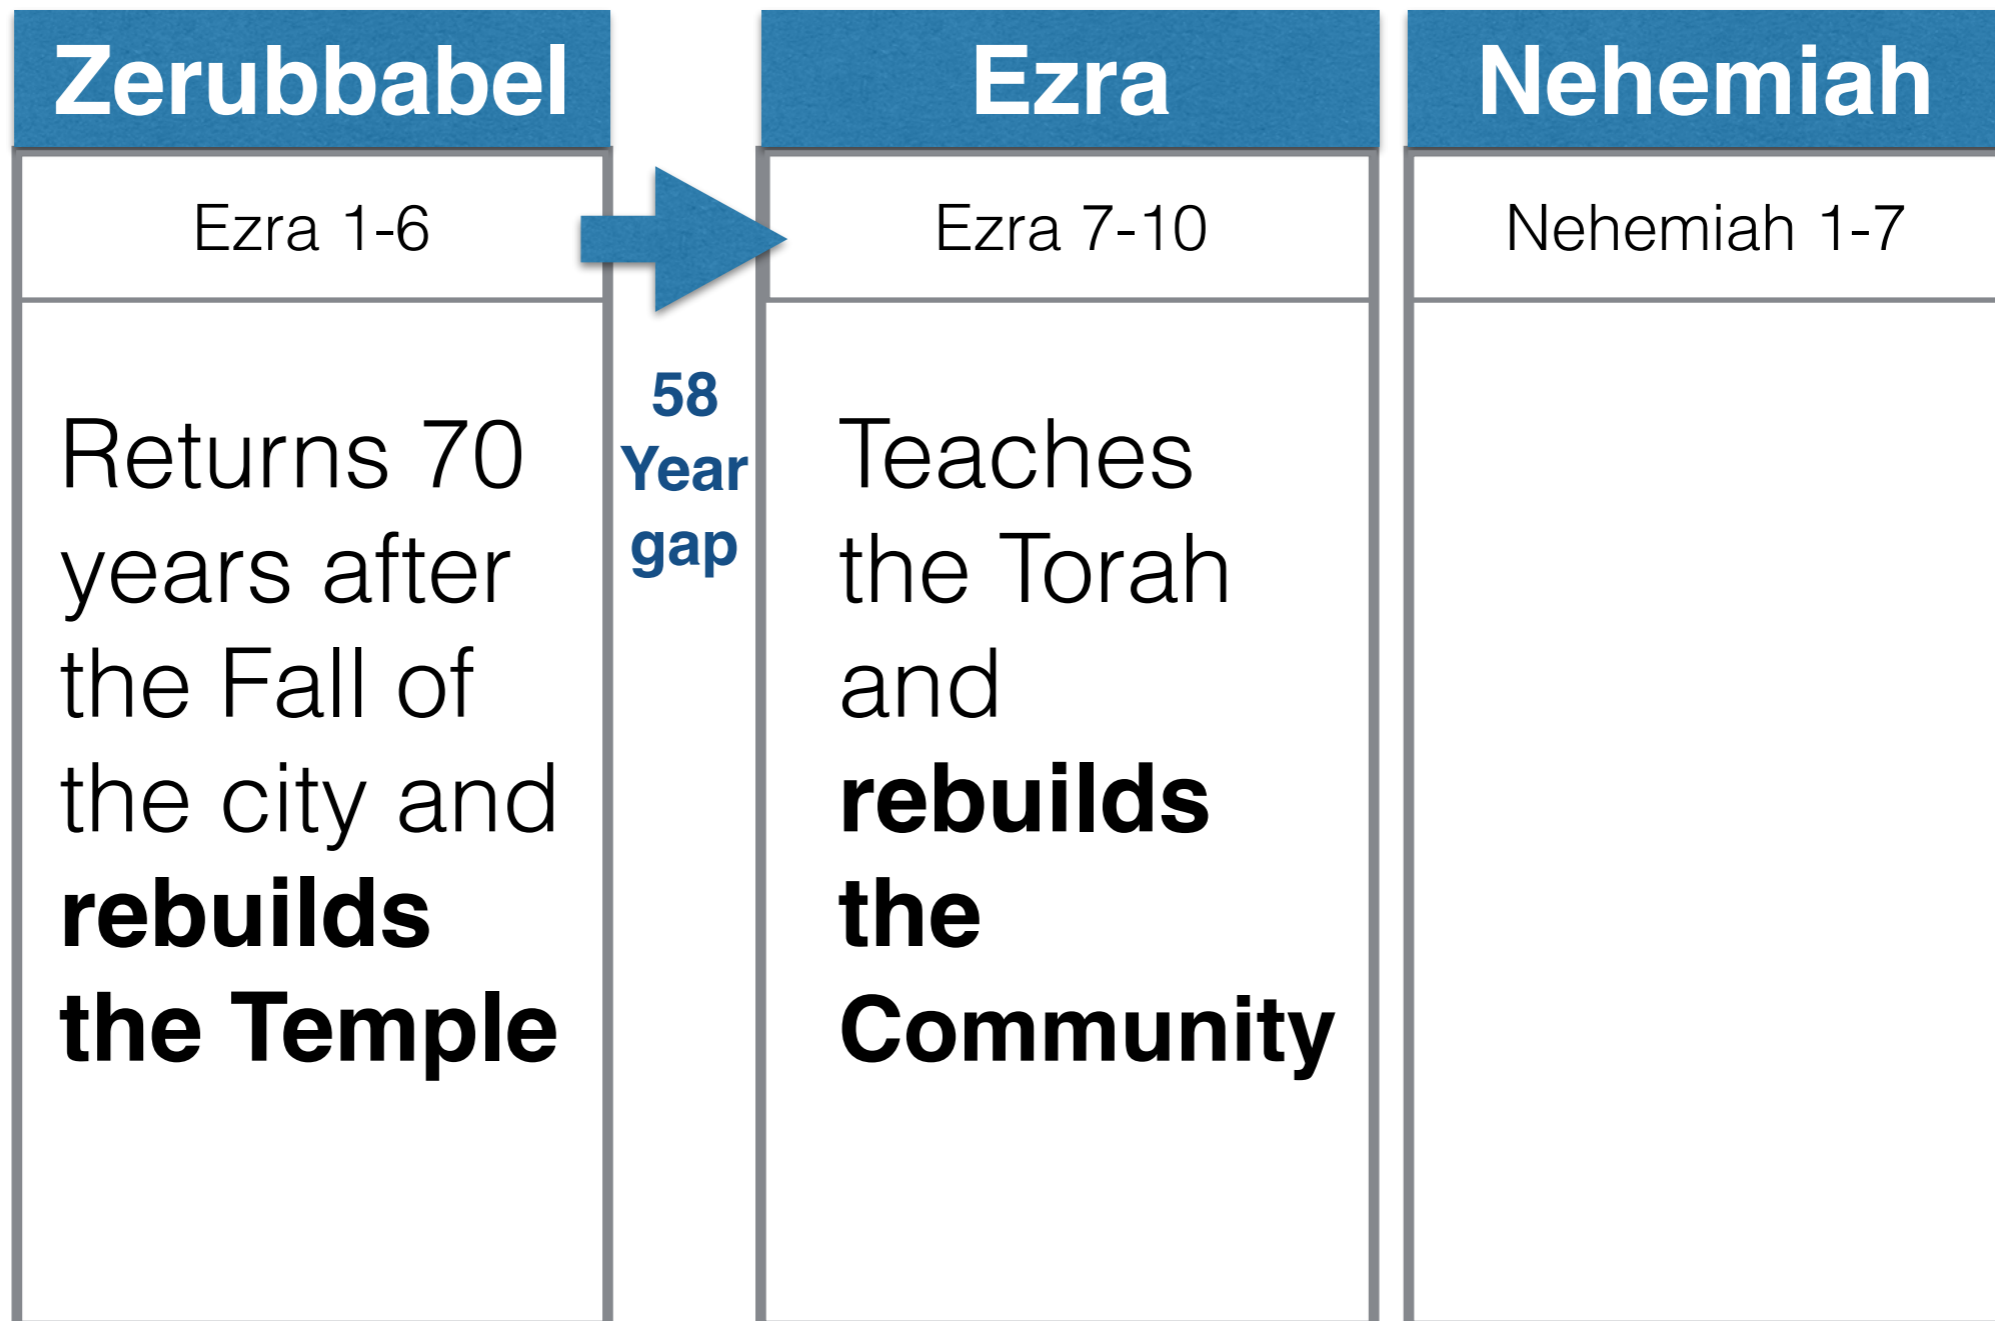 Zerubbabel
Ezra 1-6
Returns 70
years after
the Fall of
the city and
rebuilds
the Temple
58
Year
gap
Ezra
Ezra 7-10
Teaches
the Torah
and
rebuilds
the
Community
Nehemiah
Nehemiah 1-7